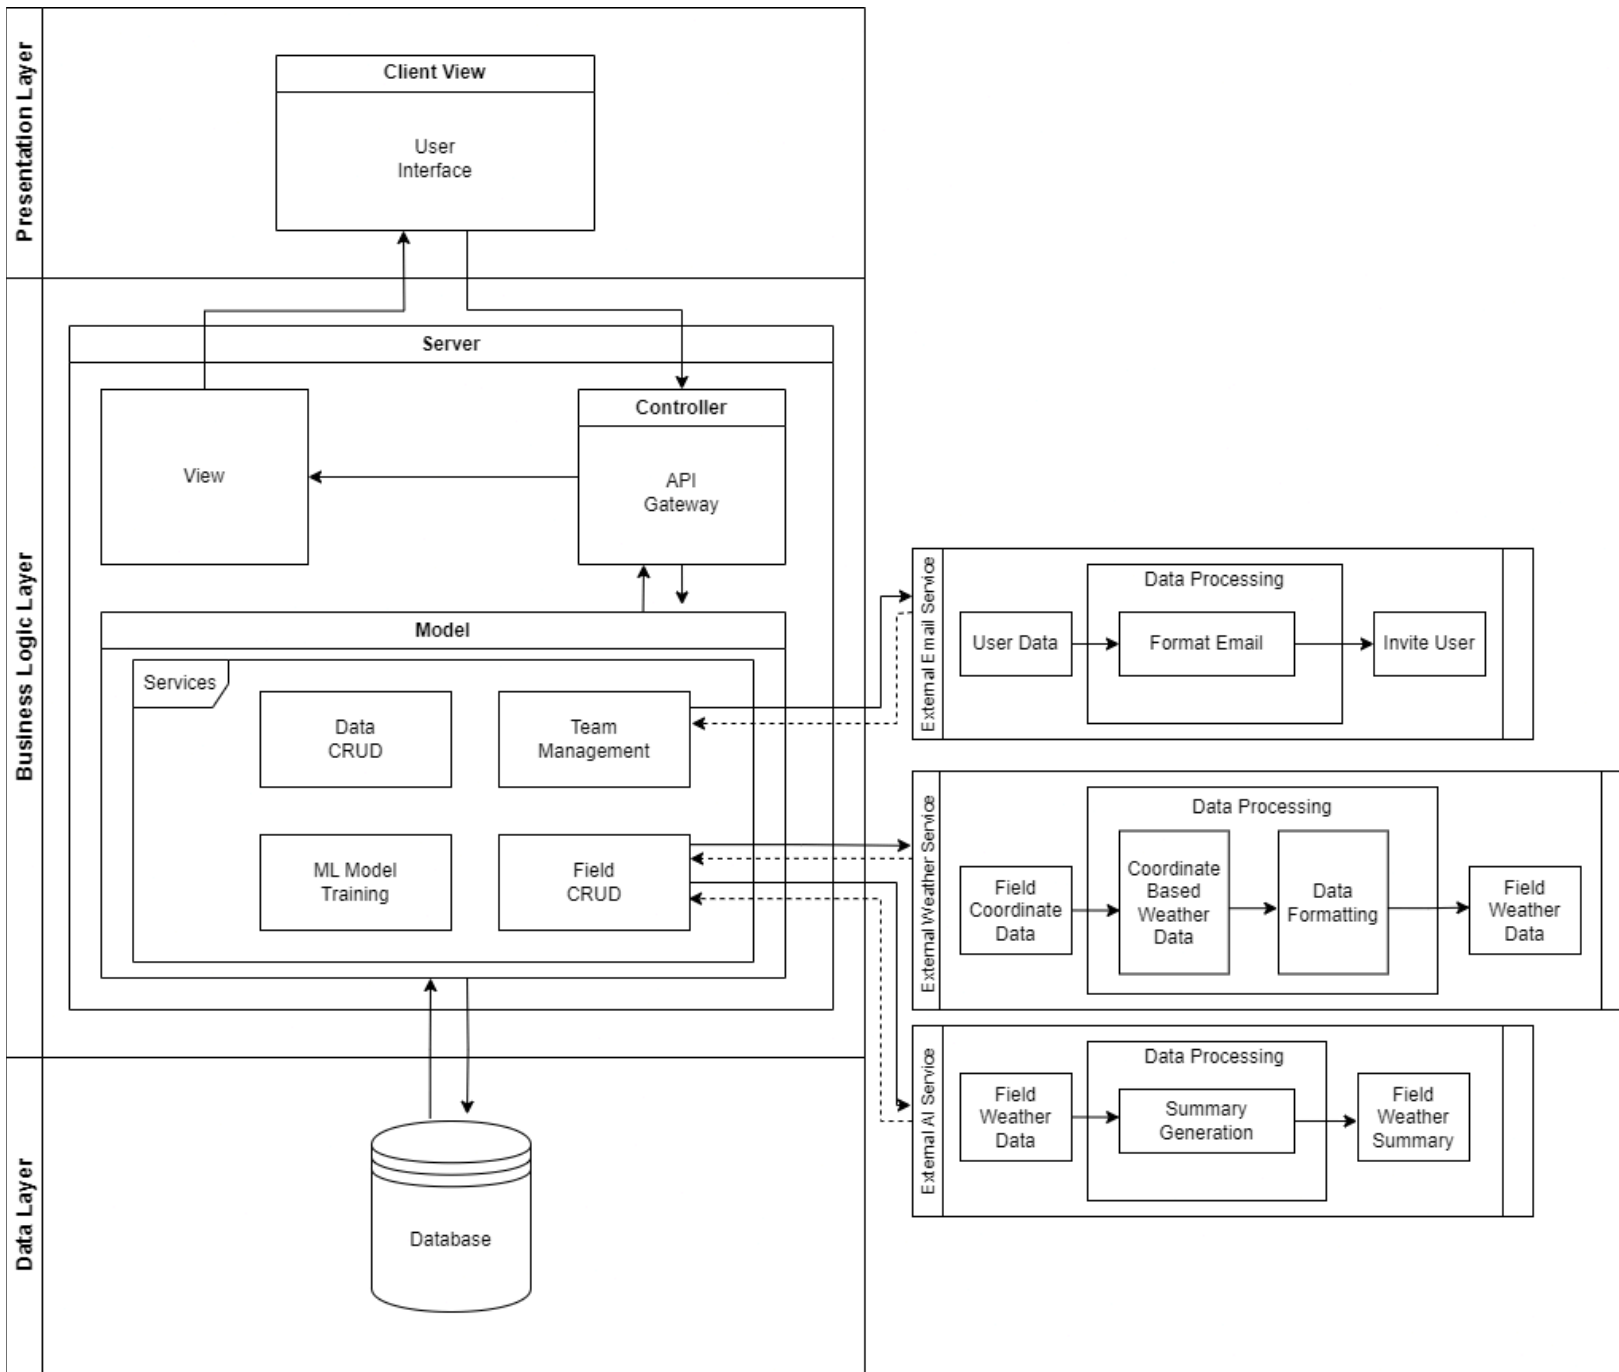 Presentation Layer
Client View
User
Interface
Business Logic Layer
Server
View
Controller
API
Gateway
Model
Services
Data
CRUD
Team
Management
ML Model
Training
Field
CRUD
Data Layer
Database
External Email Service
Data Processing
User Data
Format Email
Invite User
External Weather Service
Data Processing
Field
Coordinate
Data
Coordinate
Based
Weather
Data
Data
Formatting
Field
Weather
Data
External AI Service
Data Processing
Field
Weather
Data
Summary
Generation
Field
Weather
Summary